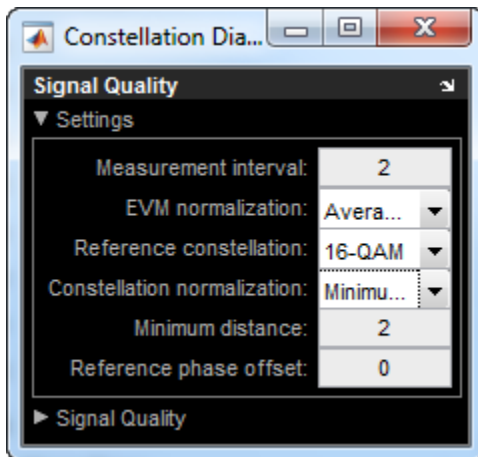 Constellation Dia...
Signal Quality
Settings
Measurement interval: 2
EVM normalization: Avera...
Reference constellation: 16-QAM
Constellation normalization: Minimu...
Minimum distance: 2
Reference phase offset: 0
Signal Quality